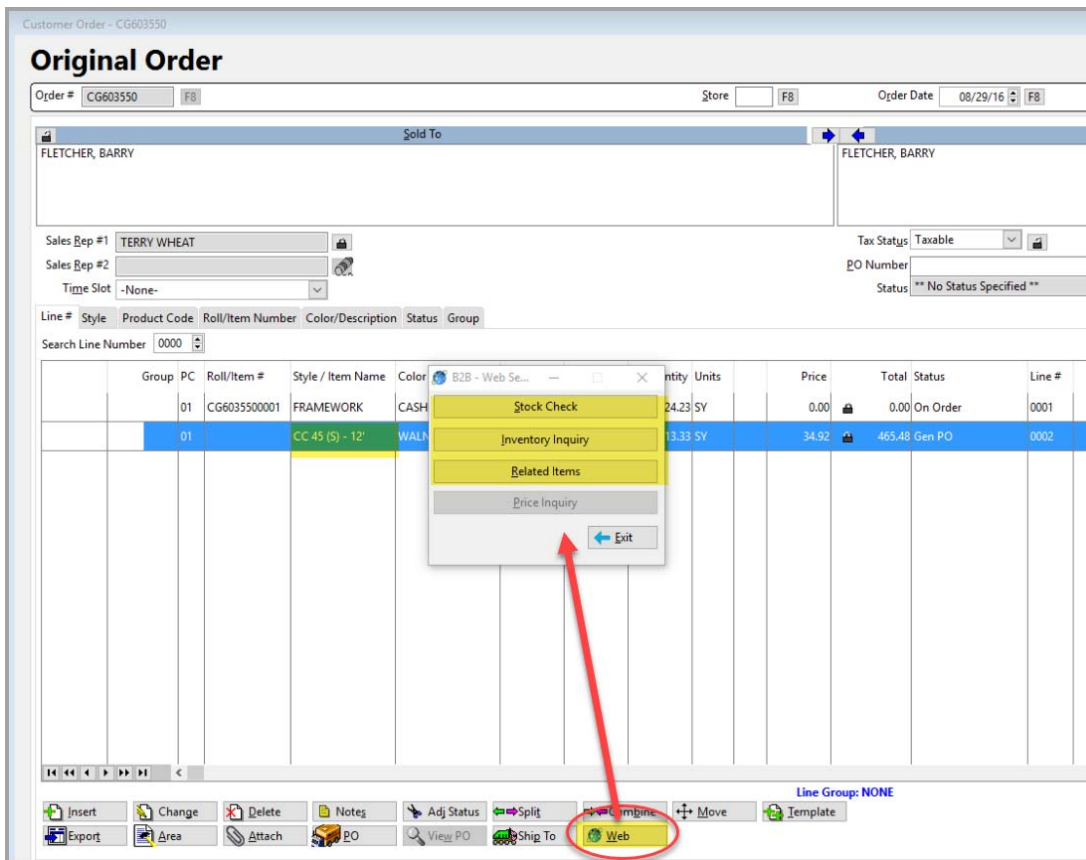 Customer Order - CG603550
Original Order
Order # CG603550 F8 Store F8 Order Date 08/29/16 F8
Sold To
FLETCHER, BARRY FLETCHER, BARRY
Sales Rep #1 TERRY WHEAT Tax Status Taxable
Sales Rep #2 PO Number
Time Slot -None- Status ** No Status Specified **
Line # Style Product Code Roll/Item Number Color/Description Status Group
Search Line Number 0000
Group PC Roll/Item # Style / Item Name Color ntity Units Price Total Status Line #
01 CG6035500001 FRAMEWORK CASH 24.23 SY 0.00 0.00 On Order 0001
01 CC 45 (S) - 12' WALN 13.33 SY 34.92 465.48 Gen PO 0002
B2B - Web Se...
Stock Check
Inventory Inquiry
Related Items
Price Inquiry
Exit
Line Group: NONE
Insert Change Delete Notes Adj Status Split Combine Move Template
Export Area Attach PO View PO Ship To Web